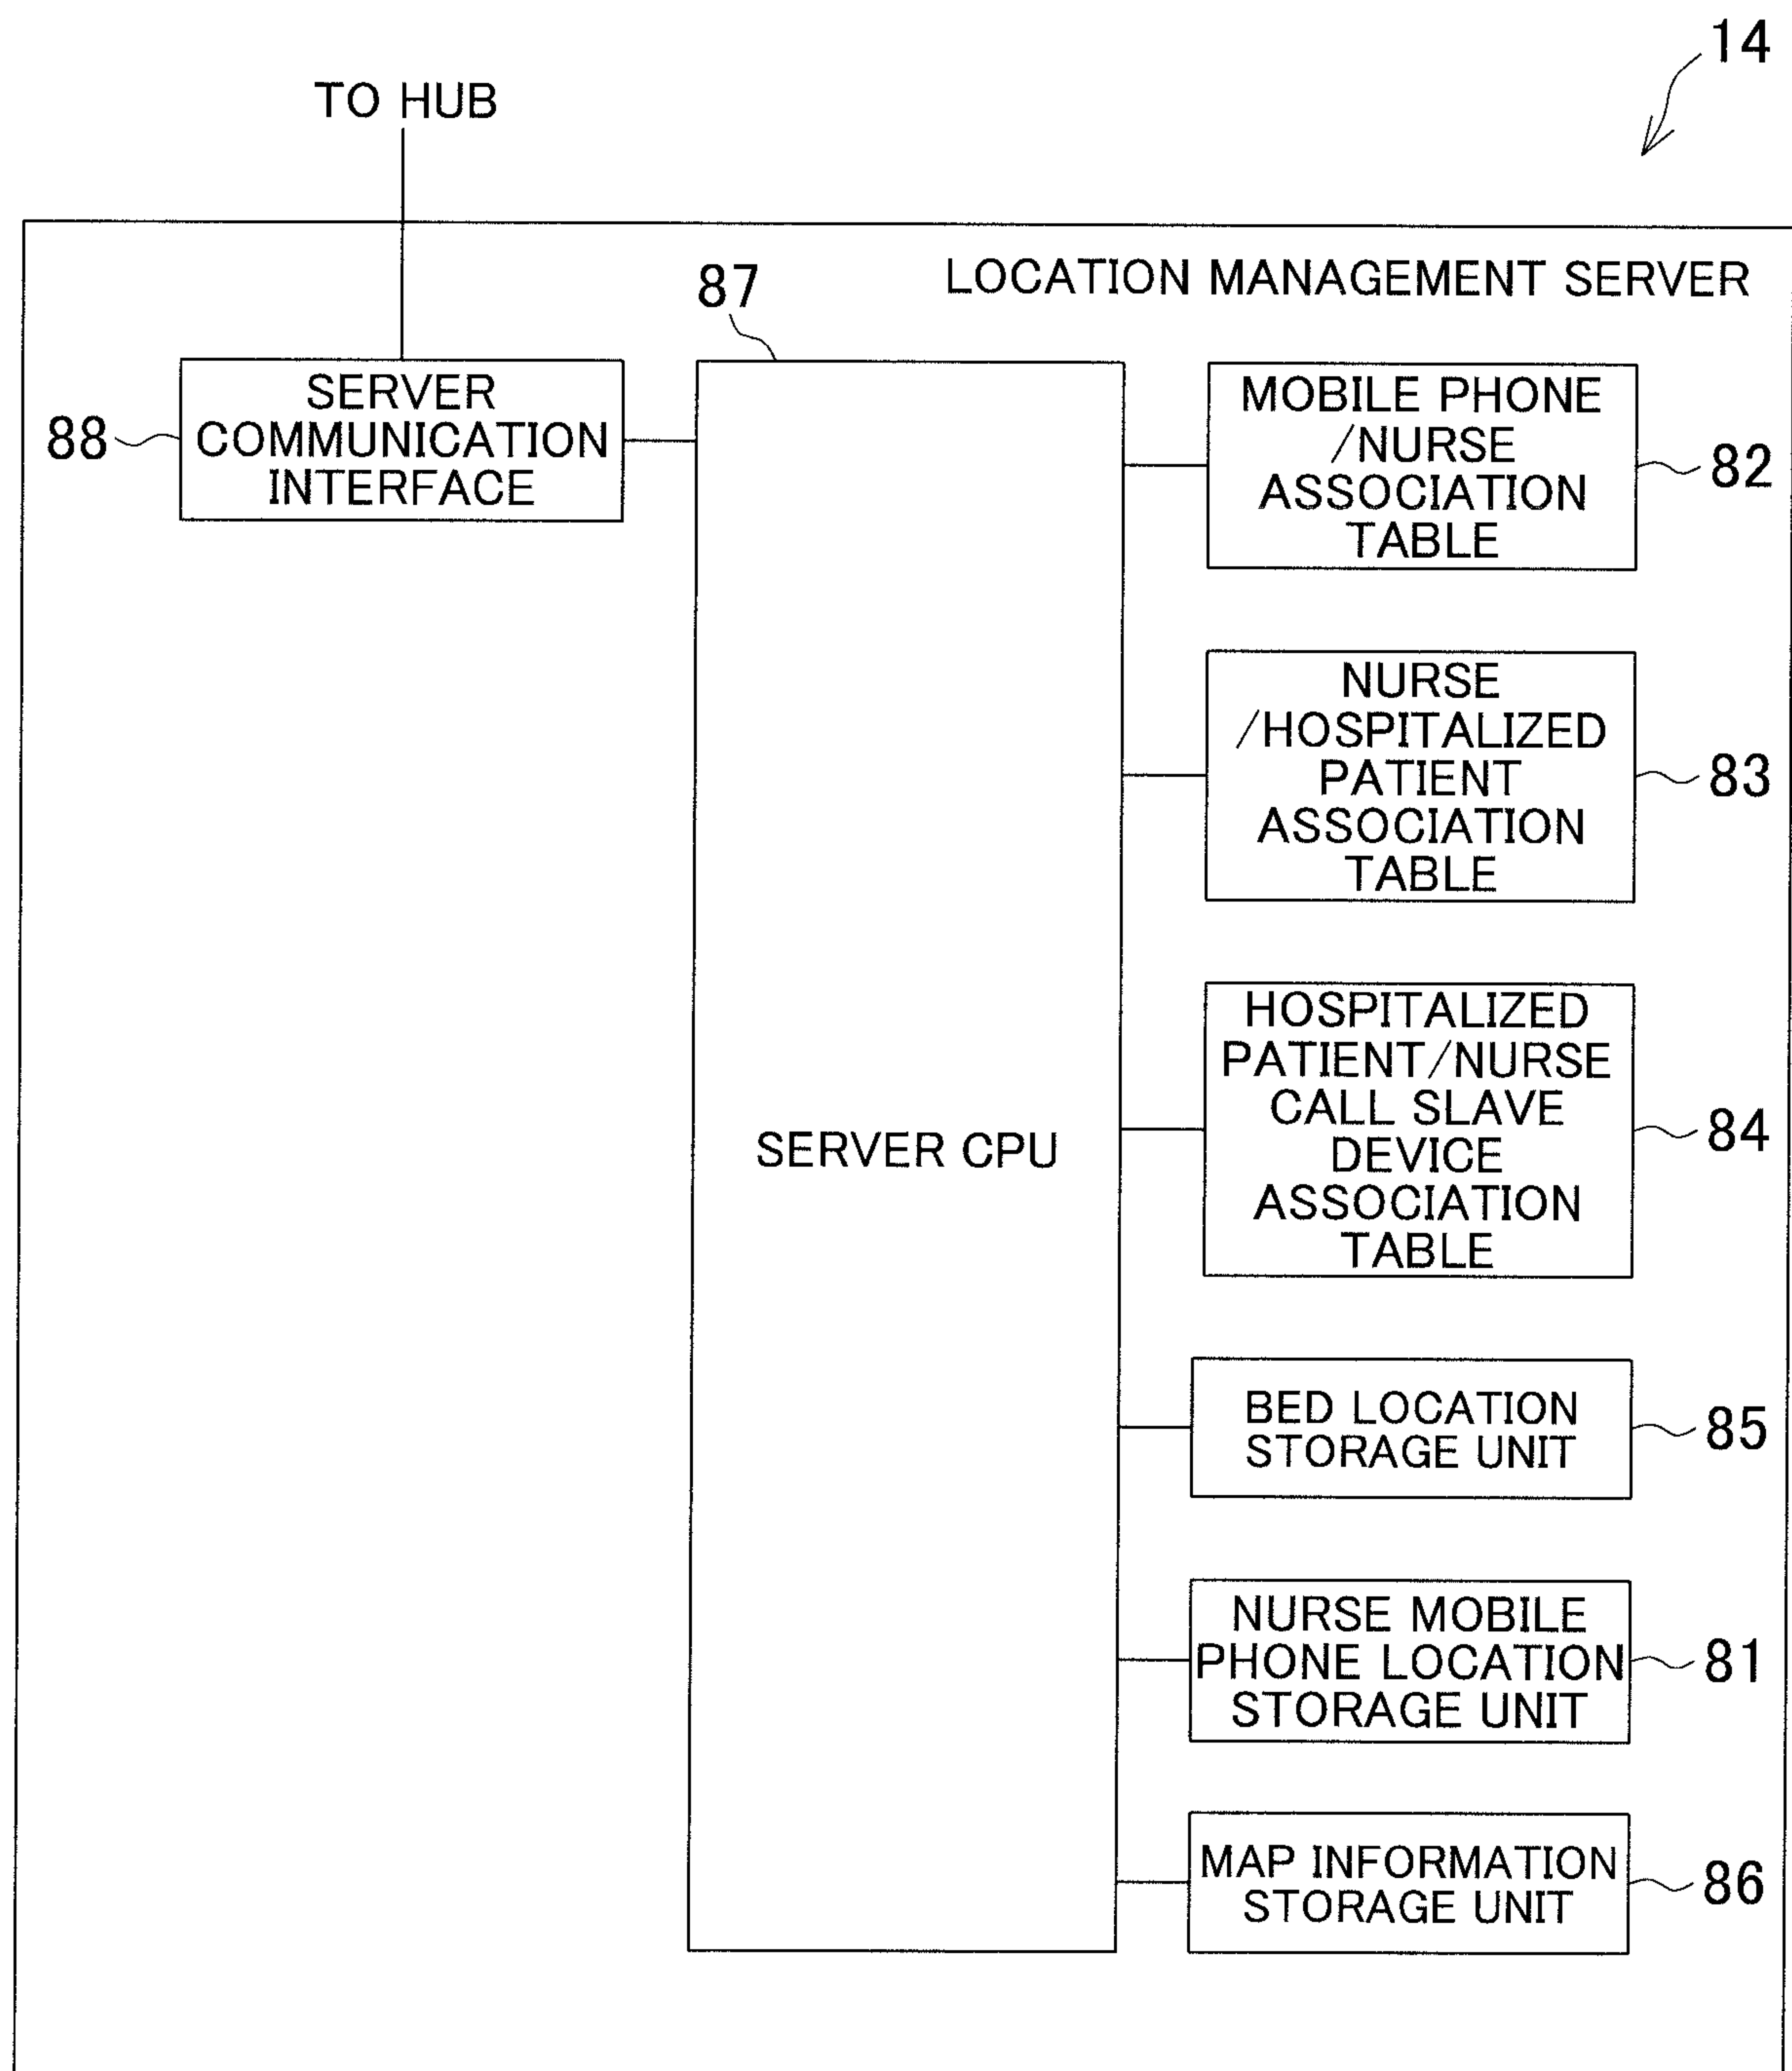 14
TO HUB
LOCATION MANAGEMENT SERVER
87
SERVER
COMMUNICATION
INTERFACE
88
SERVER CPU
MOBILE PHONE
/NURSE
ASSOCIATION
TABLE
82
NURSE
/HOSPITALIZED
PATIENT
ASSOCIATION
TABLE
83
HOSPITALIZED
PATIENT/NURSE
CALL SLAVE
DEVICE
ASSOCIATION
TABLE
84
BED LOCATION
STORAGE UNIT
85
NURSE MOBILE
PHONE LOCATION
STORAGE UNIT
81
MAP INFORMATION
STORAGE UNIT
86